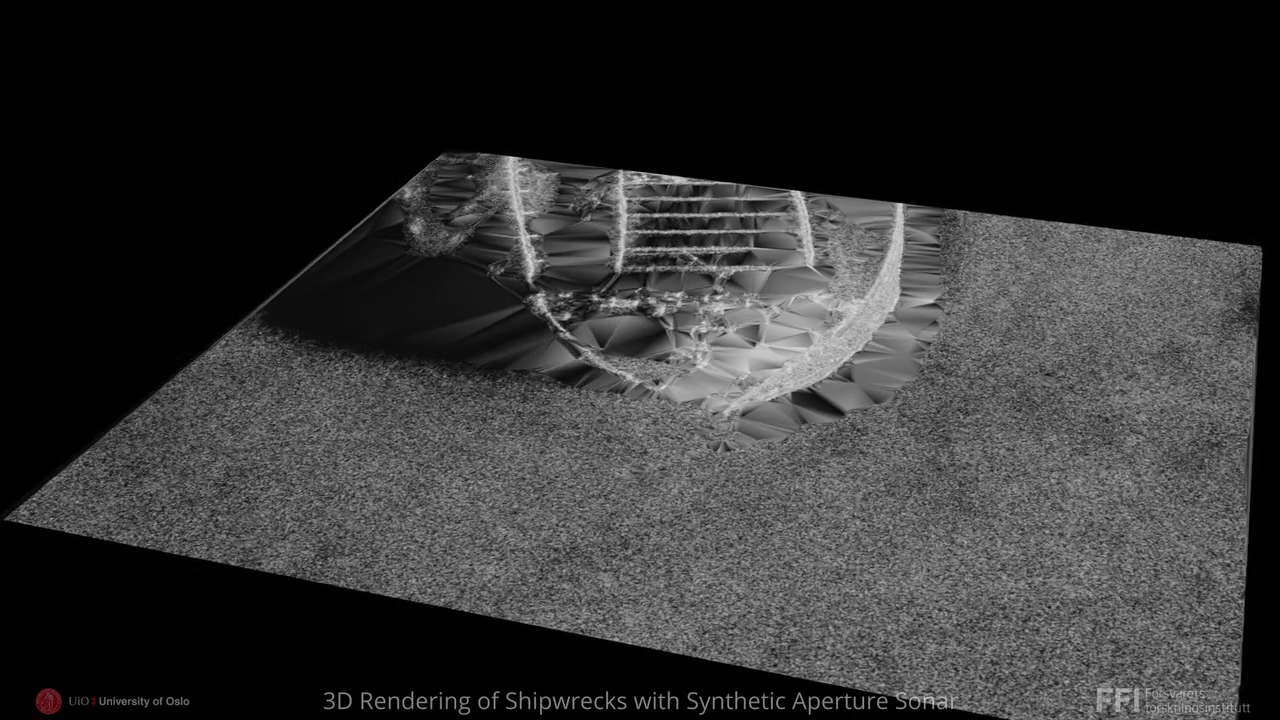 UiO : University of Oslo
3D Rendering of Shipwrecks with Synthetic Aperture Sonar
FFI Forsvarets
forskningsinstitutt